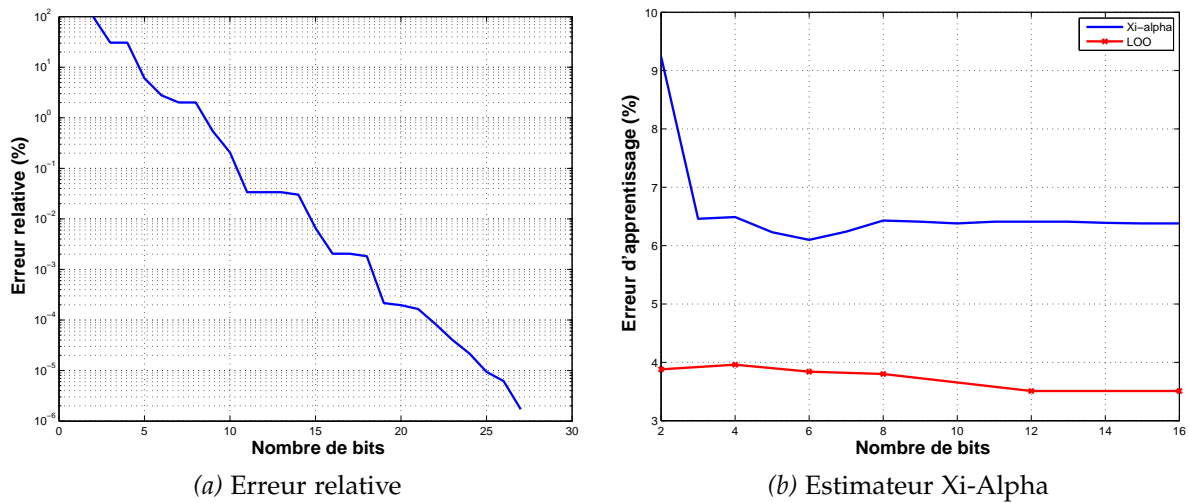 10^2
10^1
10^0
10^-1
10^-2
10^-3
10^-4
10^-5
10^-6
Erreur relative (%)
0 5 10 15 20 25 30
Nombre de bits
(a) Erreur relative
10
9
8
7
6
5
4
3
Erreur d'apprentissage (%)
Xi-alpha
LOO
2 4 6 8 10 12 14 16
Nombre de bits
(b) Estimateur Xi-Alpha